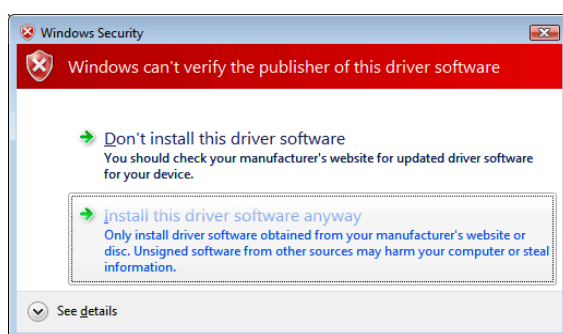 Windows Security
Windows can't verify the publisher of this driver software
Don't install this driver software
You should check your manufacturer's website for updated driver software
for your device.
Install this driver software anyway
Only install driver software obtained from your manufacturer's website or
disc. Unsigned software from other sources may harm your computer or steal
information.
See details